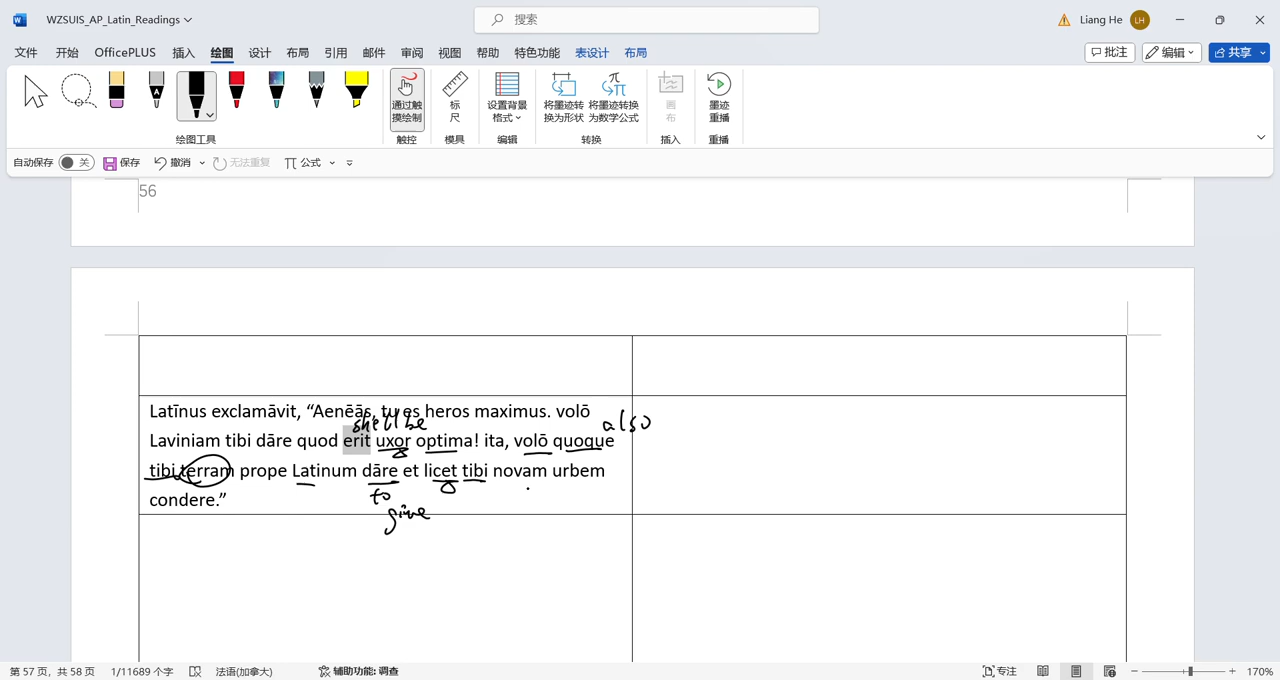 WZSUIS_AP_Latin_Readings
搜索
Liang He
LH
文件 开始 OfficePLUS 插入 绘图 设计 布局 引用 邮件 审阅 视图 帮助 特色功能 表设计 布局
批注 编辑 共享
通过触摸绘制
标尺
设置背景格式
将墨迹转换为形状
将墨迹转换为数学公式
画布
墨迹重播
绘图工具 触控 模具 编辑 转换 插入 重播
自动保存 关 保存 撤消 无法重复 公式
56
Latīnus exclamāvit, “Aenēās, tu es heros maximus. volō
shall be also
Laviniam tibi dāre quod erit uxor optima! ita, volō quoque
tibi terram prope Latinum dāre et licet tibi novam urbem
to
condere.”
give
第 57 页，共 58 页 1/11689 个字 法语(加拿大) 辅助功能: 调查 专注 170%